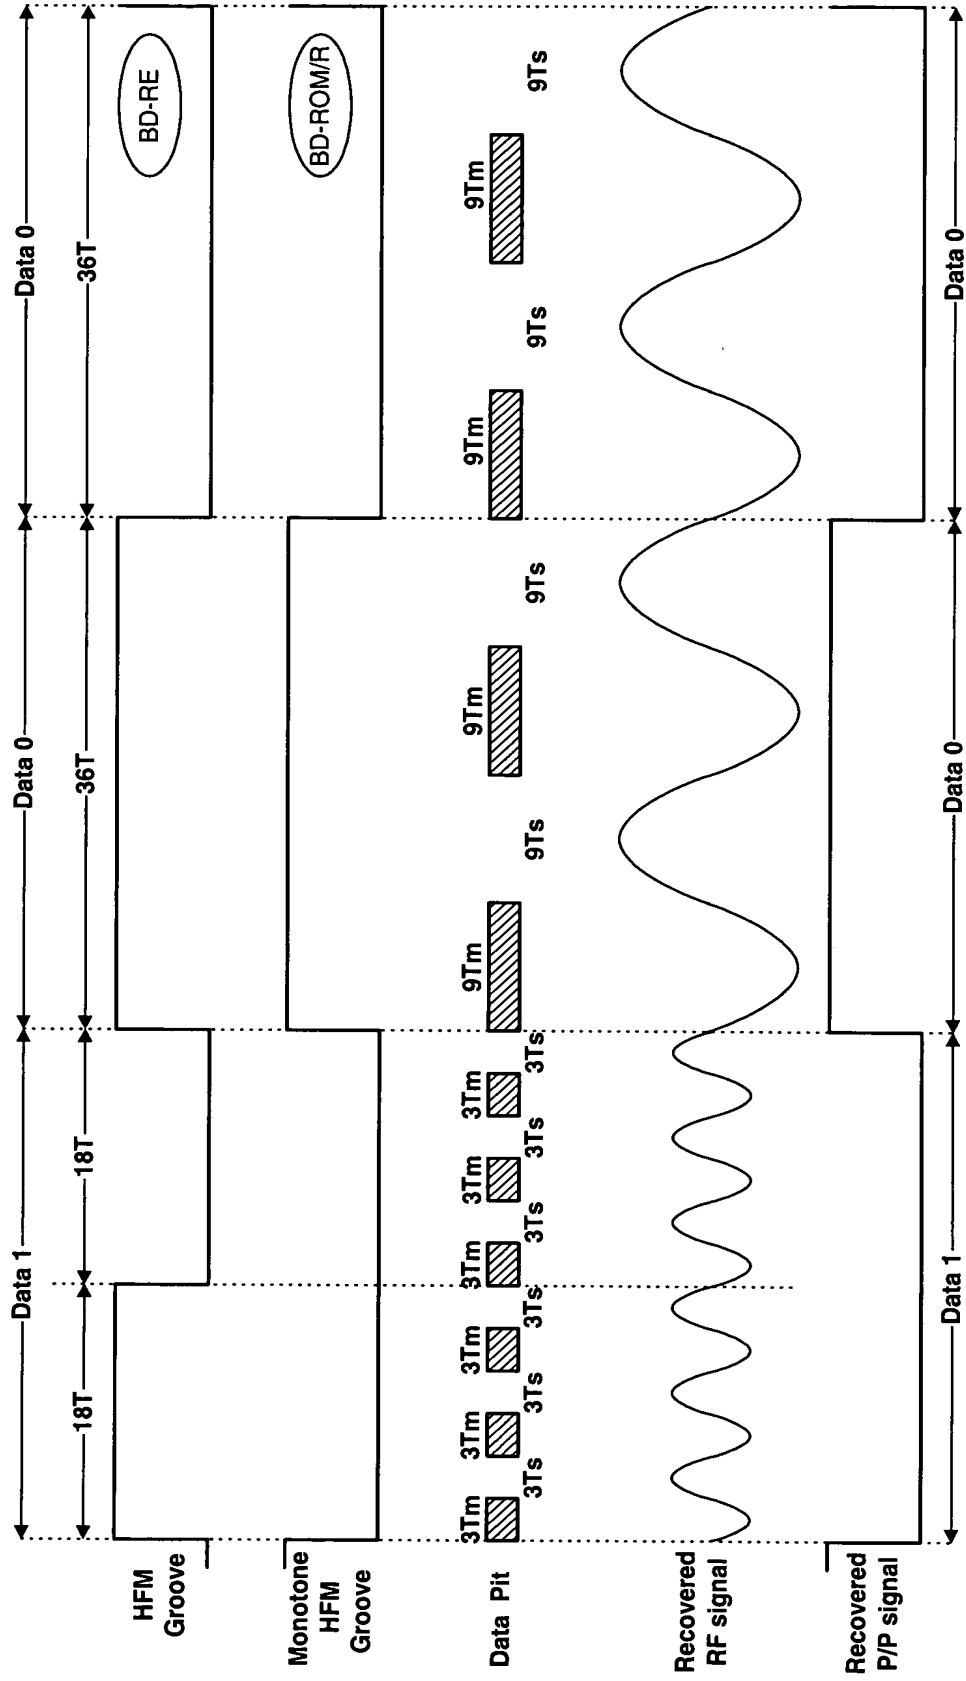 Data 1
Data 0
Data 0
18T
18T
36T
36T
HFM
Groove
BD-RE
Monotone
HFM
Groove
BD-ROM/R
Data Pit
3Tm
3Ts
3Tm
3Ts
3Tm
3Ts
3Tm
3Ts
3Tm
3Ts
3Tm
3Ts
9Tm
9Ts
9Tm
9Ts
9Tm
9Ts
9Tm
9Ts
Recovered
RF signal
Recovered
P/P signal
Data 1
Data 0
Data 0